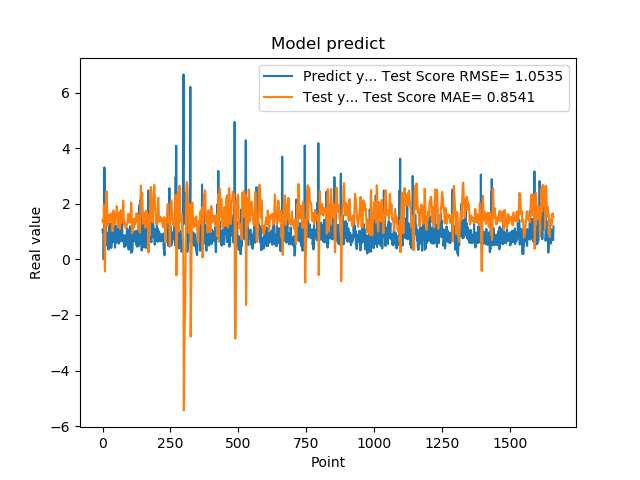 Model predict
Predict y... Test Score RMSE= 1.0535
Test y... Test Score MAE= 0.8541
Real value
6
4
2
0
−2
−4
−6
0 250 500 750 1000 1250 1500
Point